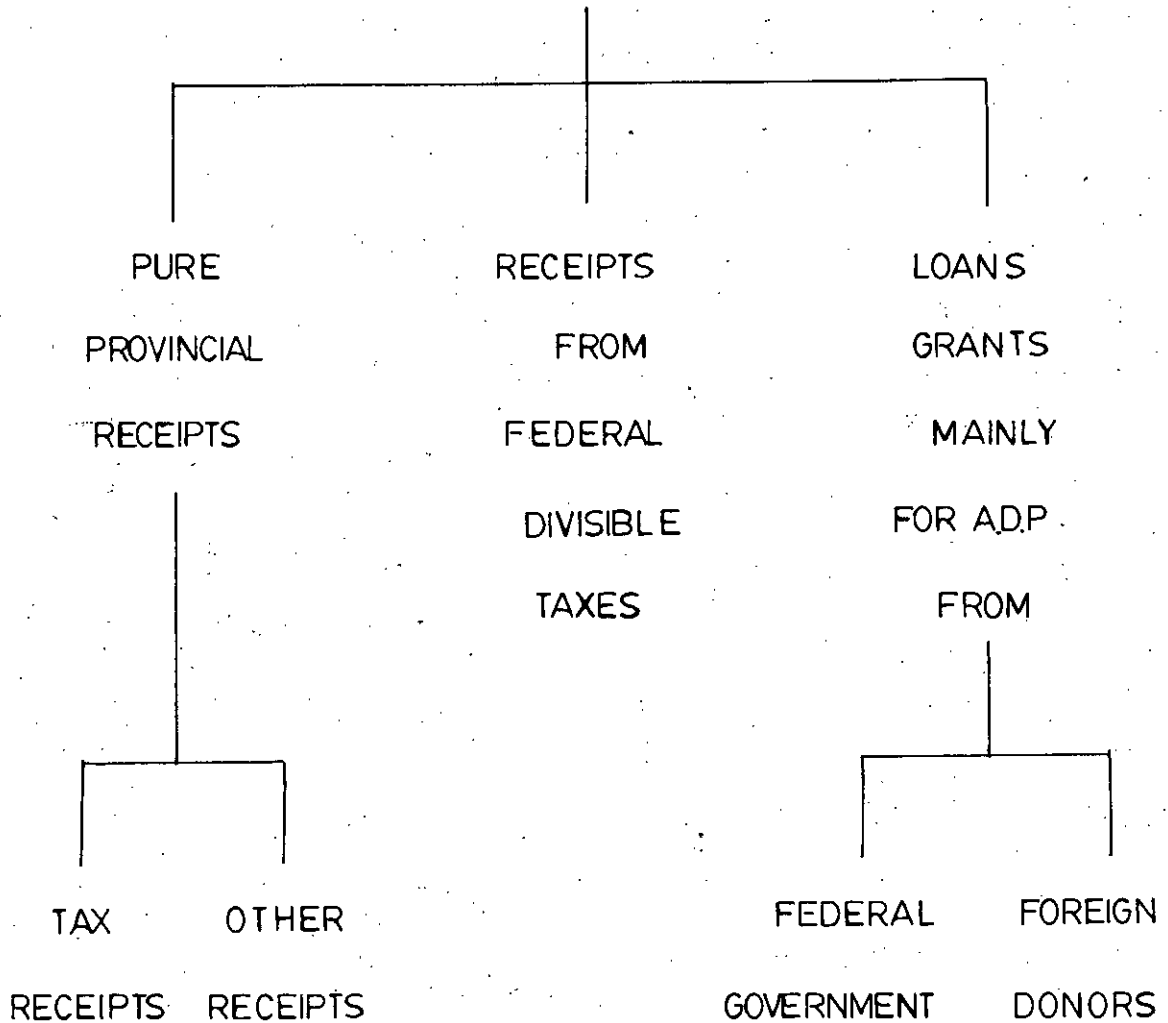 PURE
PROVINCIAL
RECEIPTS
RECEIPTS
FROM
FEDERAL
DIVISIBLE
TAXES
LOANS
GRANTS
MAINLY
FOR A.D.P.
FROM
TAX
RECEIPTS
OTHER
RECEIPTS
FEDERAL
GOVERNMENT
FOREIGN
DONORS